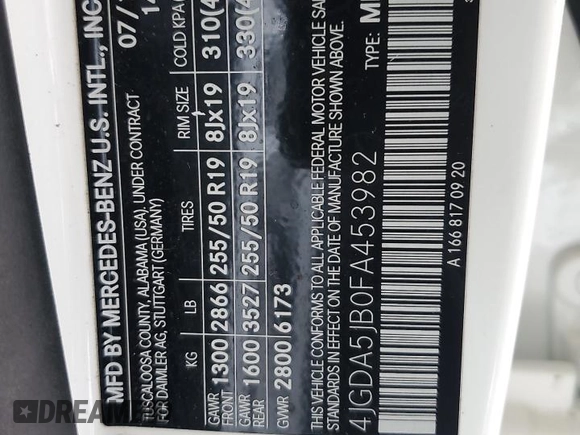 MFD BY MERCEDES-BENZ U.S. INTL., INC
TUSCALOOSA COUNTY, ALABAMA (USA) UNDER CONTRACT 07/
FOR DAIMLER AG, STUTTGART (GERMANY)
KG LB TIRES RIM SIZE COLD KPA
GAWR FRONT 1300 2866 255/50 R19 8Jx19 310(4
GAWR REAR 1600 3527 255/50 R19 8Jx19 330(4
GVWR 2800 6173
THIS VEHICLE CONFORMS TO ALL APPLICABLE FEDERAL MOTOR VEHICLE SA
STANDARDS IN EFFECT ON THE DATE OF MANUFACTURE SHOWN ABOVE.
4JGDA5JB0FA453982
A 166 817 09 20